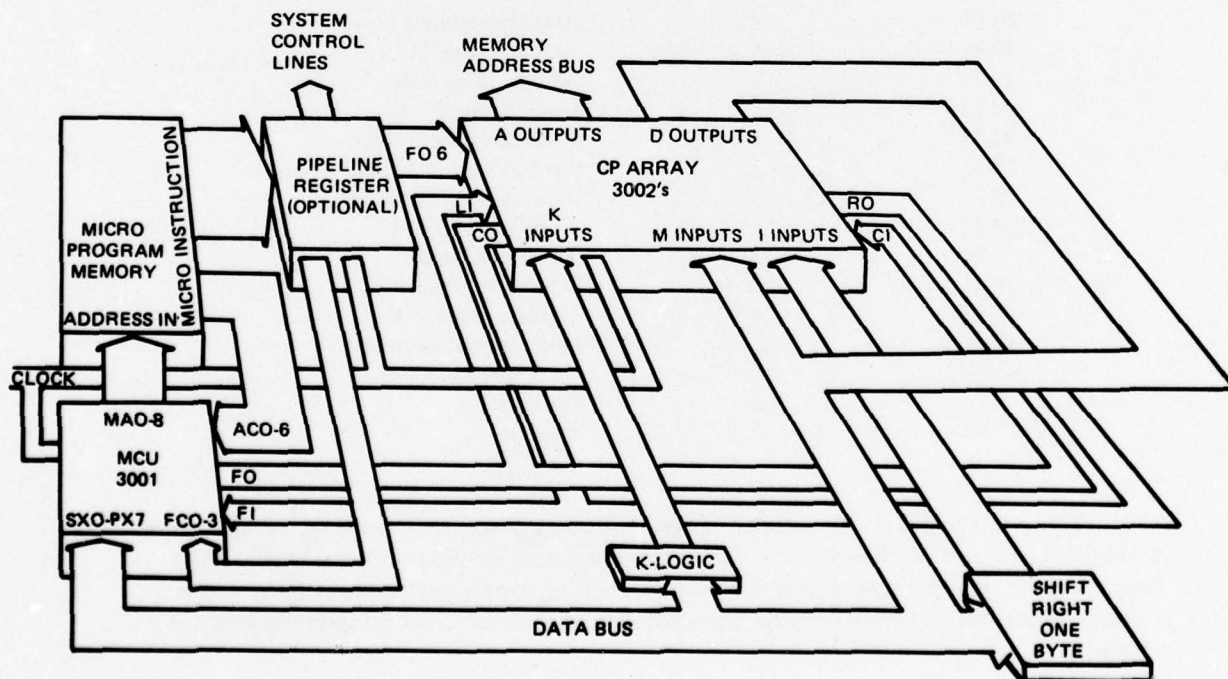 SYSTEM
CONTROL
LINES
MEMORY
ADDRESS BUS
MICRO
PROGRAM
MEMORY
MICRO INSTRUCTION
ADDRESS IN
PIPELINE
REGISTER
(OPTIONAL)
FO 6
A OUTPUTS
D OUTPUTS
CP ARRAY
3002's
K
INPUTS
M INPUTS
I INPUTS
LI
CO
RO
CI
CLOCK
MAO-8
ACO-6
MCU
3001
FO
FI
SXO-PX7
FCO-3
K-LOGIC
SHIFT
RIGHT
ONE
BYTE
DATA BUS